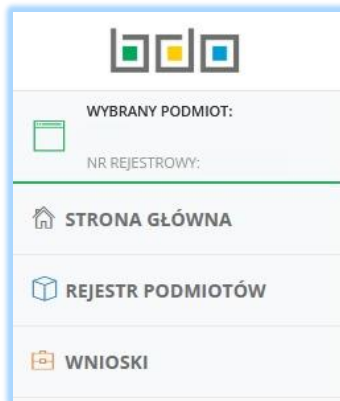 bdo
WYBRANY PODMIOT:
NR REJESTROWY:
STRONA GŁÓWNA
REJESTR PODMIOTÓW
WNIOSKI